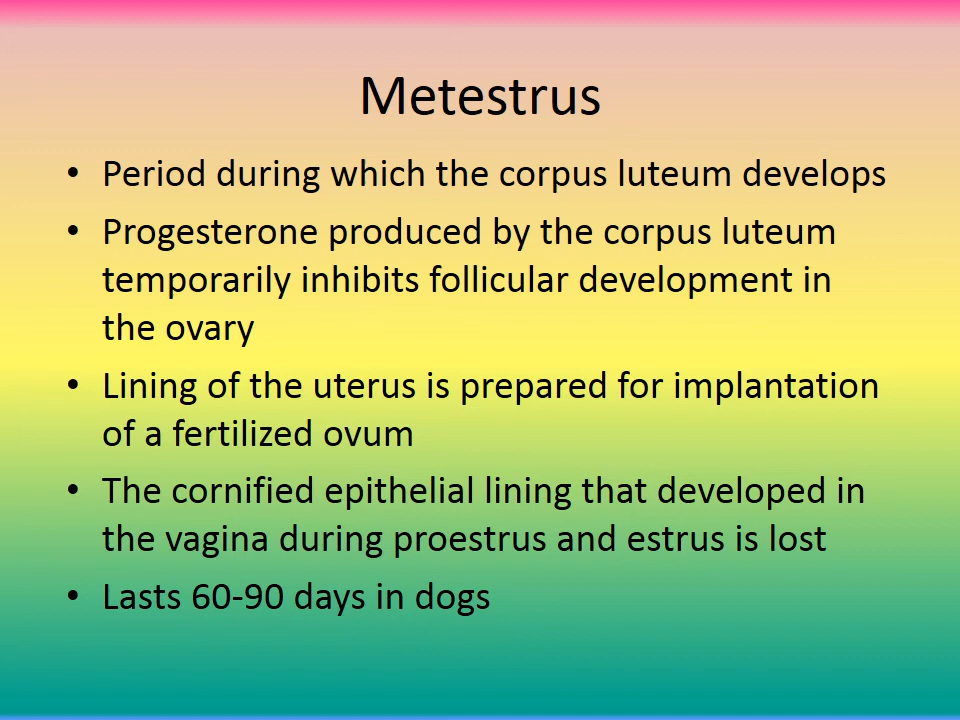 Metestrus
• Period during which the corpus luteum develops
• Progesterone produced by the corpus luteum
temporarily inhibits follicular development in
the ovary
• Lining of the uterus is prepared for implantation
of a fertilized ovum
• The cornified epithelial lining that developed in
the vagina during proestrus and estrus is lost
• Lasts 60-90 days in dogs